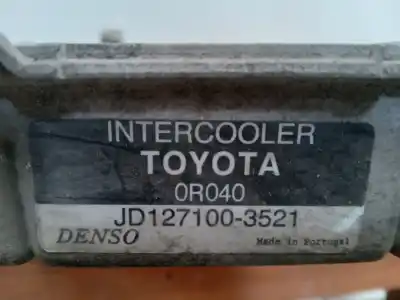 INTERCOOLER
TOYOTA
0R040
JD127100-3521
DENSO Made in Portugal